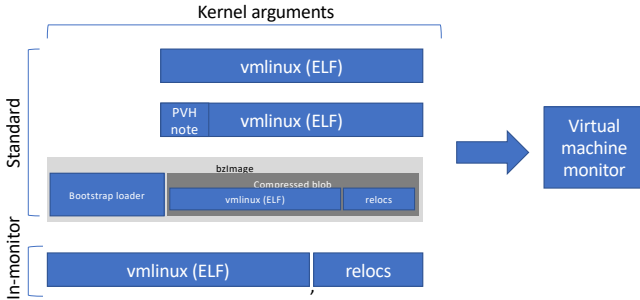 Kernel arguments
Standard
vmlinux (ELF)
PVH
note
vmlinux (ELF)
bzImage
Bootstrap loader
Compressed blob
vmlinux (ELF)
relocs
In-monitor
vmlinux (ELF)
,
relocs
Virtual
machine
monitor